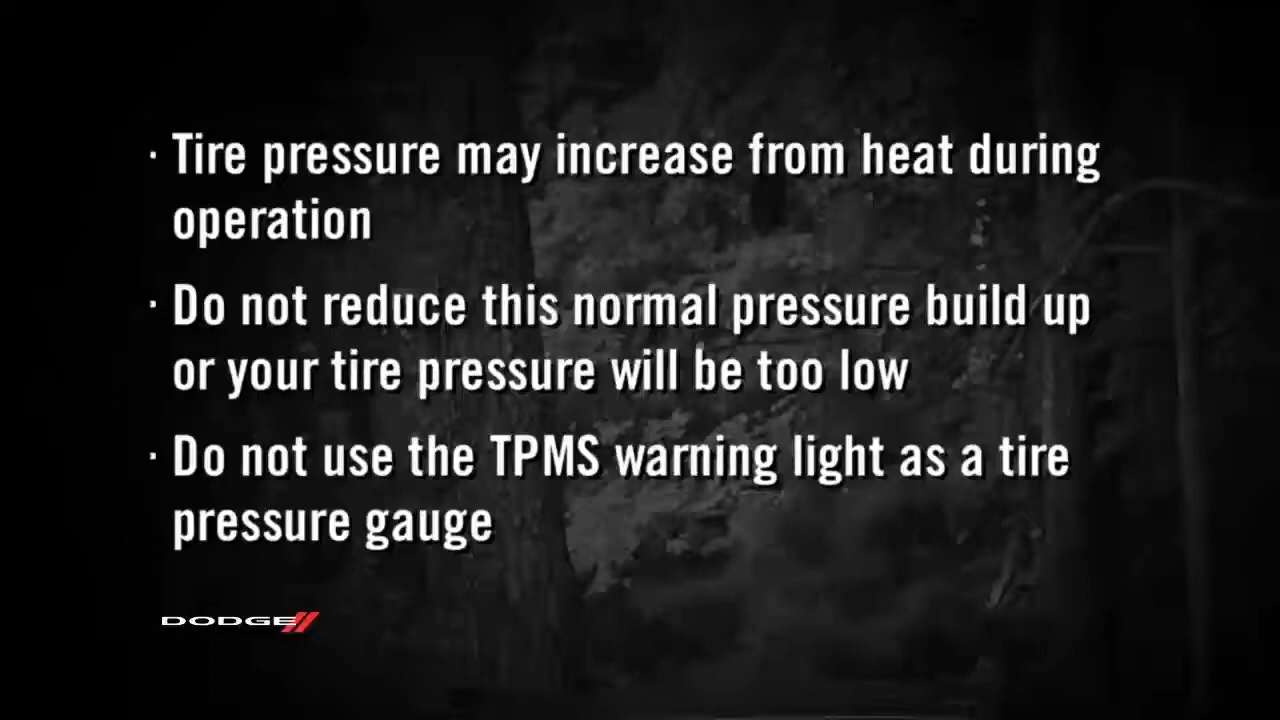 · Tire pressure may increase from heat during
operation
· Do not reduce this normal pressure build up
or your tire pressure will be too low
· Do not use the TPMS warning light as a tire
pressure gauge
DODGE